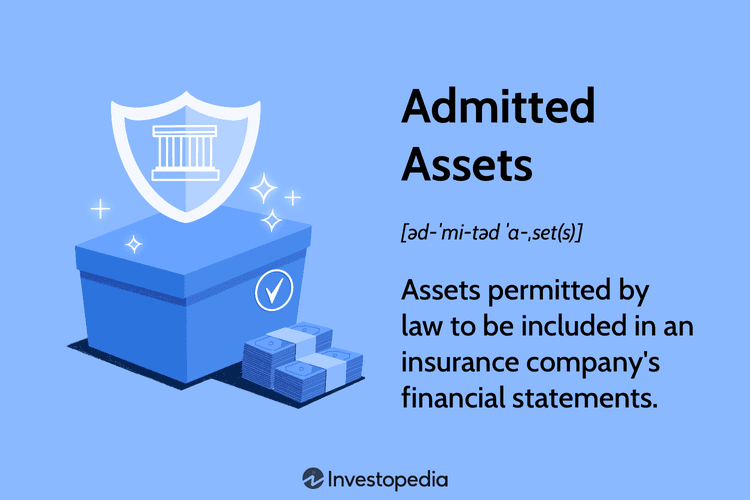 Admitted
Assets
[əd-ˈmi-təd ˈa-ˌset(s)]
Assets permitted by
law to be included in an
insurance company's
financial statements.
Investopedia